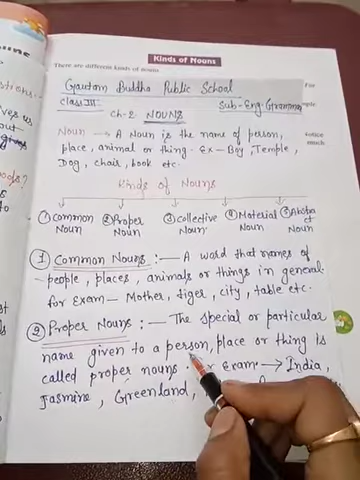 Kinds of Nouns
There are different kinds of nouns
Gautam Buddha Public School
Class III
Sub-Eng-Grammar
Ch-2 NOUNS
Noun → A Noun is the name of person,
place, animal or thing. Ex- Boy, Temple,
Dog, chair, book etc.
Kinds of Nouns
① Common Noun ② Proper Noun ③ collective Noun ④ Material Noun ⑤ Abstract Noun
① Common Nouns :— A word that names of
people, places, animals or things in general
for Exam— Mother, tiger, city, table etc.
② Proper Nouns :— The special or particular
name given to a person, place or thing is
called proper nouns. Exam. → India,
Jasmine, Greenland,